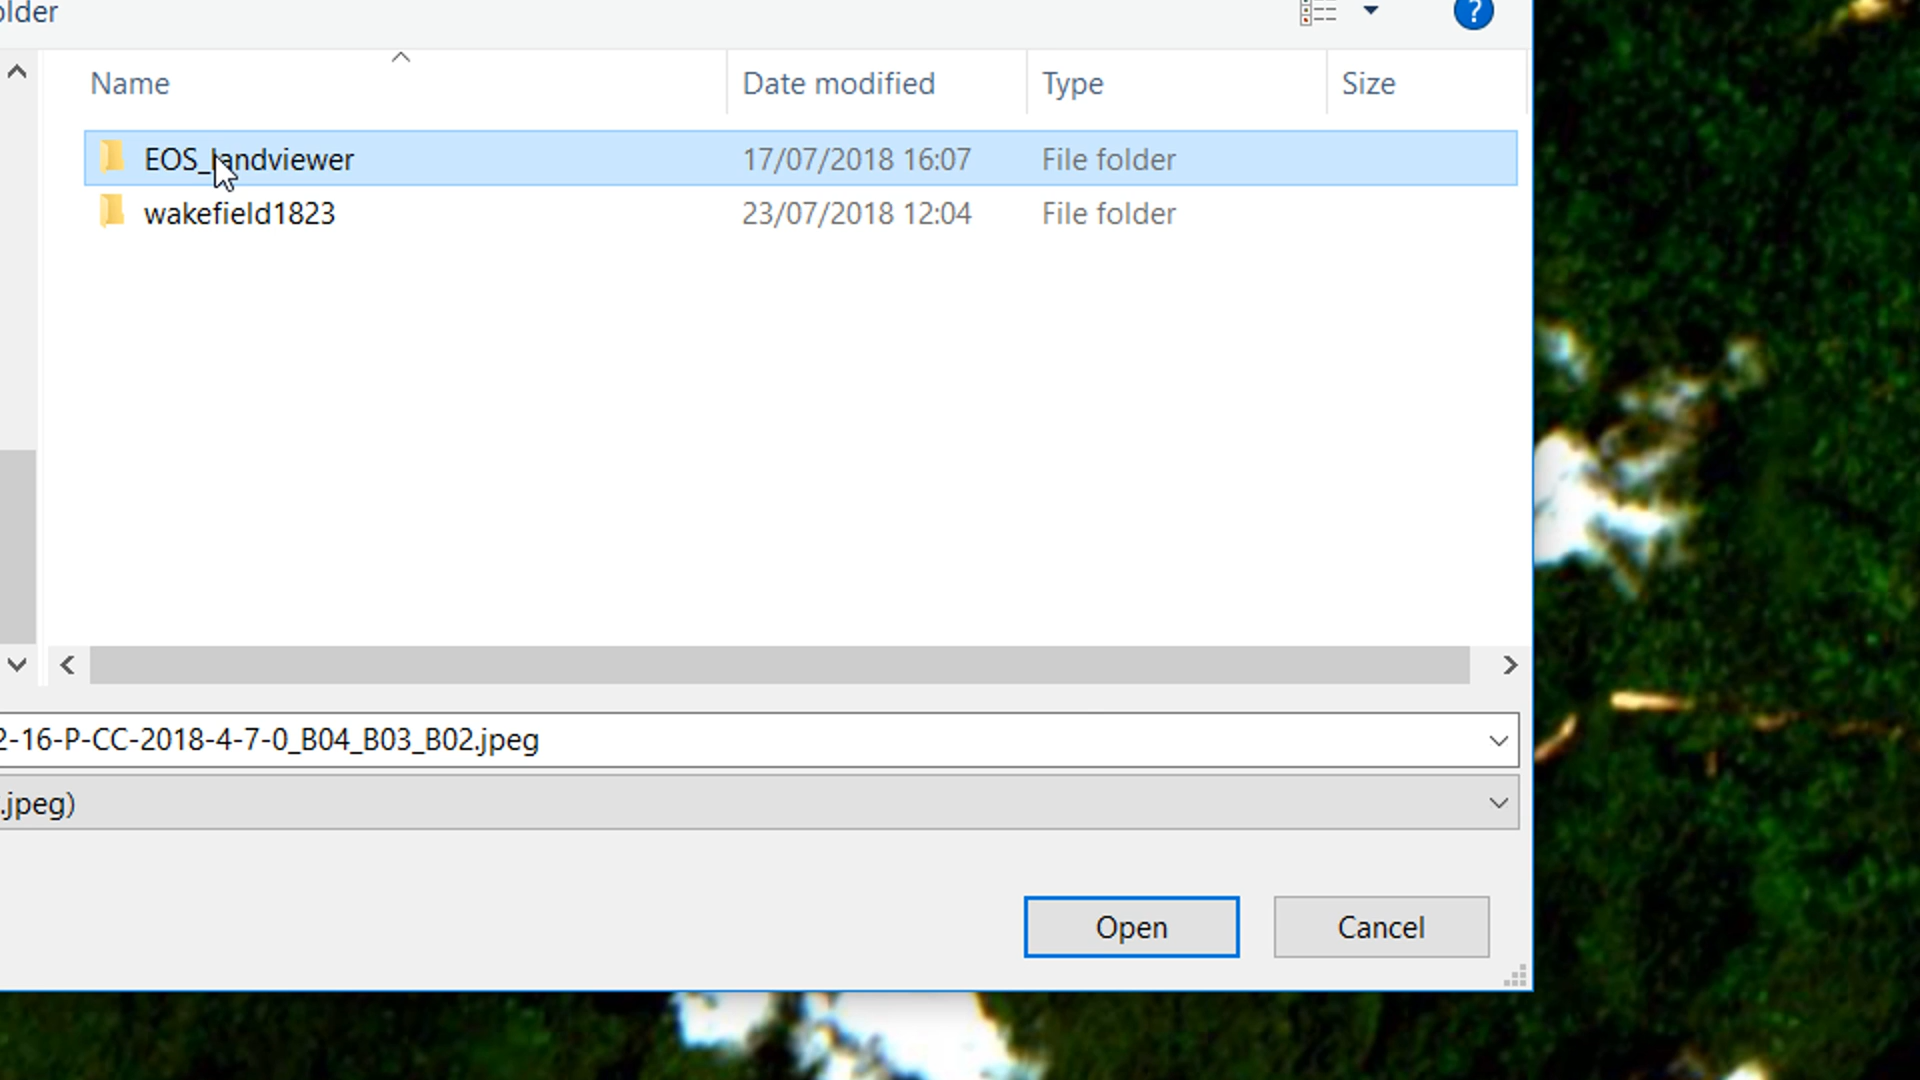 older
?
Name Date modified Type Size
EOS_landviewer 17/07/2018 16:07 File folder
wakefield1823 23/07/2018 12:04 File folder
2-16-P-CC-2018-4-7-0_B04_B03_B02.jpeg
.jpeg)
Open Cancel